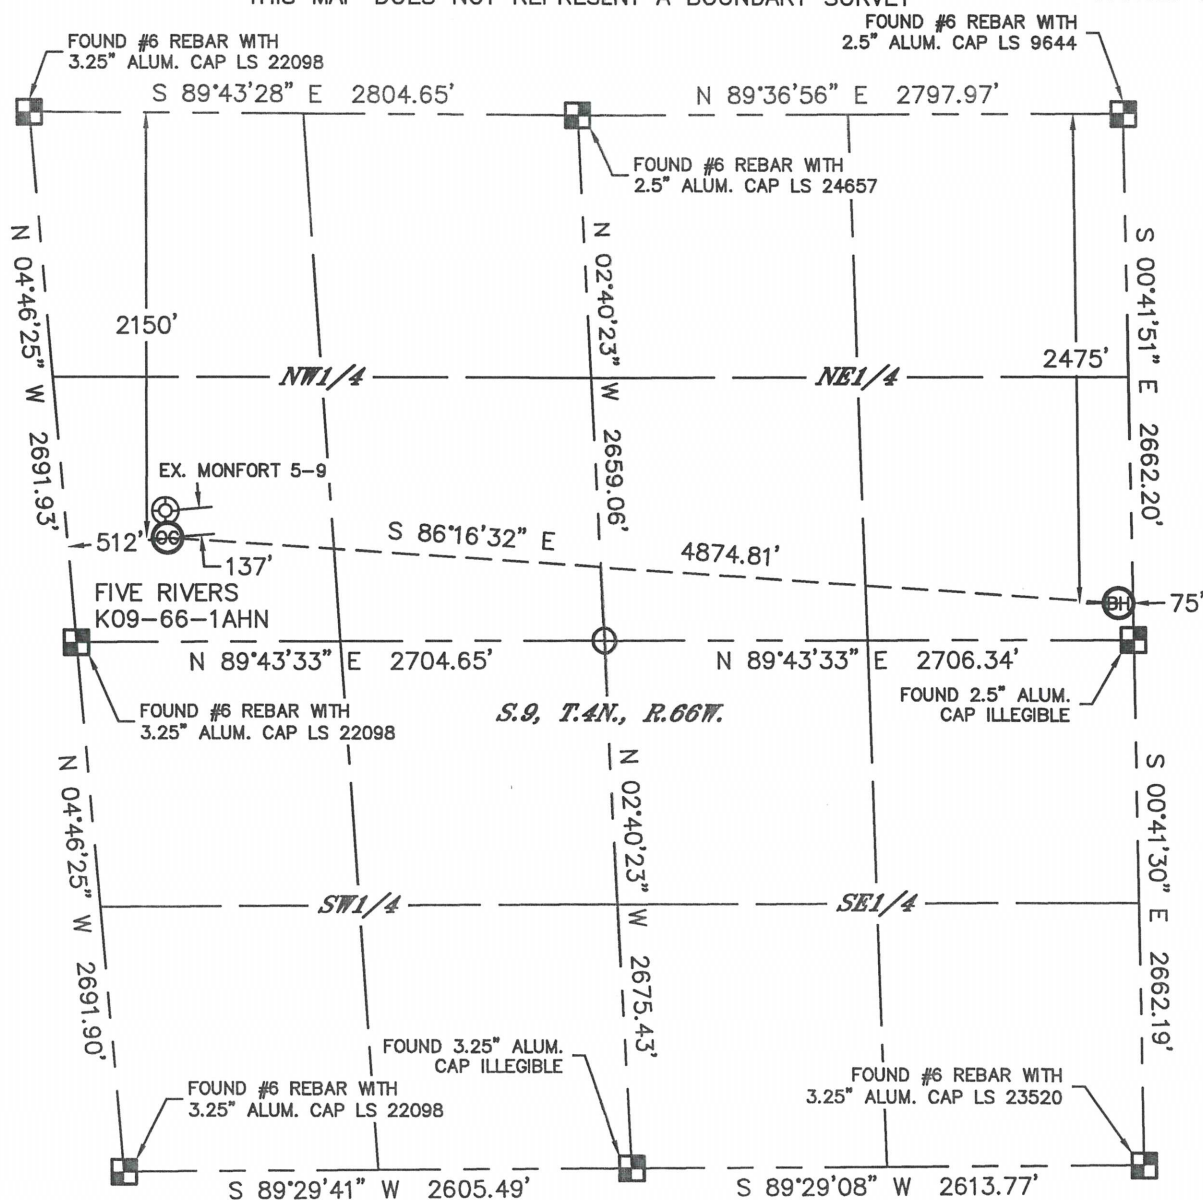 THIS MAP DOES NOT REPRESENT A BOUNDARY SURVEY
FOUND #6 REBAR WITH
3.25" ALUM. CAP LS 22098
FOUND #6 REBAR WITH
2.5" ALUM. CAP LS 9644
S 89°43'28" E 2804.65'
N 89°36'56" E 2797.97'
FOUND #6 REBAR WITH
2.5" ALUM. CAP LS 24657
N 04°46'25" W 2691.93'
N 02°40'23" W 2659.06'
S 00°41'51" E 2662.20'
2150'
2475'
NW1/4
NE1/4
EX. MONFORT 5-9
512'
OG
137'
S 86°16'32" E 4874.81'
BH
75'
FIVE RIVERS
K09-66-1AHN
N 89°43'33" E 2704.65'
N 89°43'33" E 2706.34'
FOUND #6 REBAR WITH
3.25" ALUM. CAP LS 22098
S.9, T.4N., R.66W.
FOUND 2.5" ALUM.
CAP ILLEGIBLE
N 04°46'25" W 2691.90'
N 02°40'23" W 2675.43'
S 00°41'30" E 2662.19'
SW1/4
SE1/4
FOUND #6 REBAR WITH
3.25" ALUM. CAP LS 22098
FOUND 3.25" ALUM.
CAP ILLEGIBLE
FOUND #6 REBAR WITH
3.25" ALUM. CAP LS 23520
S 89°29'41" W 2605.49'
S 89°29'08" W 2613.77'